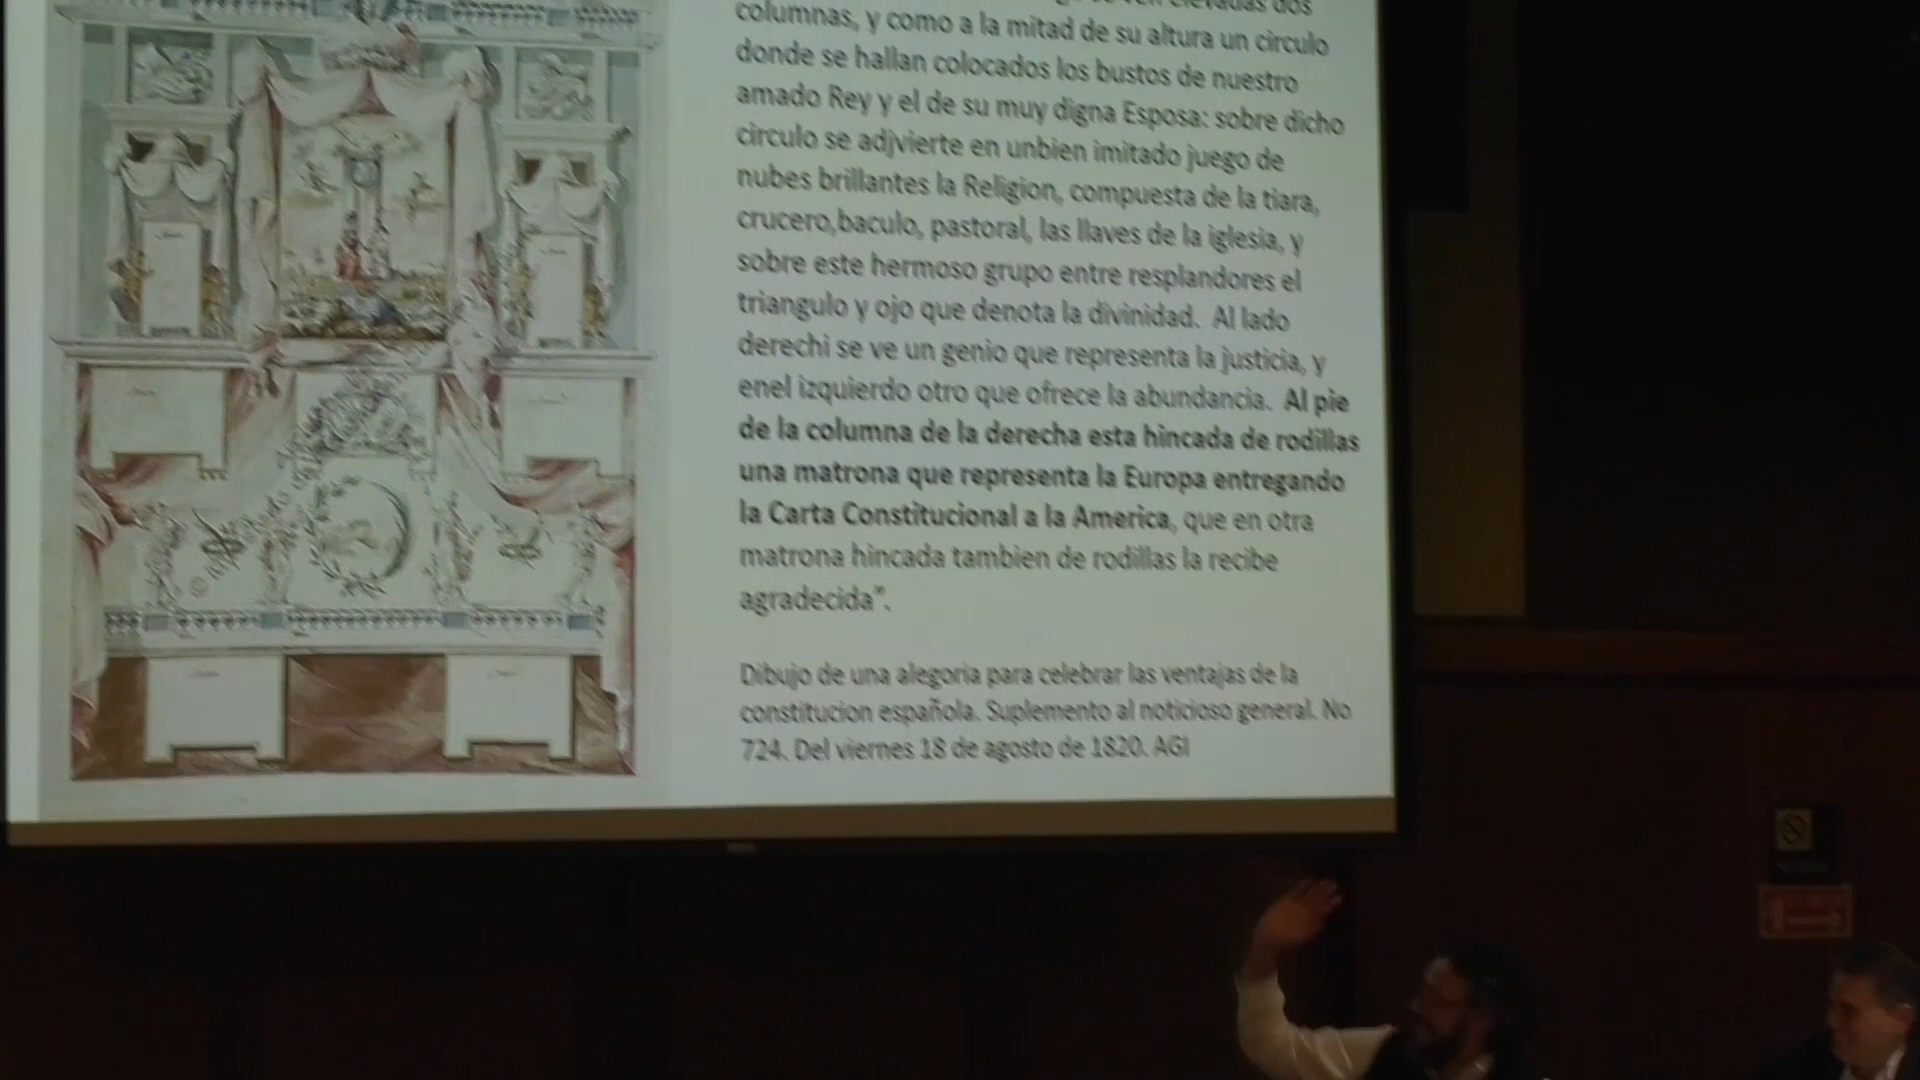 elevadas dos
columnas, y como a la mitad de su altura un circulo
donde se hallan colocados los bustos de nuestro
amado Rey y el de su muy digna Esposa: sobre dicho
circulo se adjvierte en unbien imitado juego de
nubes brillantes la Religion, compuesta de la tiara,
crucero,baculo, pastoral, las llaves de la iglesia, y
sobre este hermoso grupo entre resplandores el
triangulo y ojo que denota la divinidad. Al lado
derechi se ve un genio que representa la justicia, y
enel izquierdo otro que ofrece la abundancia. Al pie
de la columna de la derecha esta hincada de rodillas
una matrona que representa la Europa entregando
la Carta Constitucional a la America, que en otra
matrona hincada tambien de rodillas la recibe
agradecida”.
Dibujo de una alegoria para celebrar las ventajas de la
constitucion española. Suplemento al noticioso general. No
724. Del viernes 18 de agosto de 1820. AGI